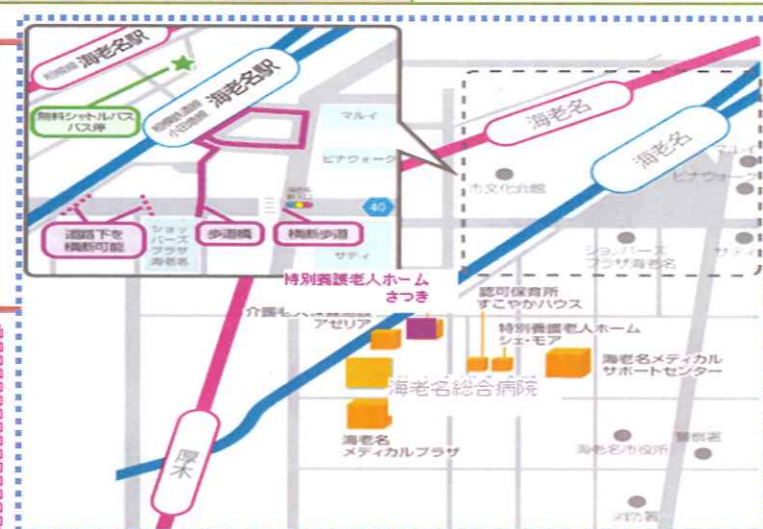 相模線 海老名駅
無料シャトルバス
バス停
相模鉄道線
小田急線
海老名駅
マルイ
ビナウォーク
40
道路下を
横断可能
ショッ
パーズ
プラザ
海老名
歩道橋
横断歩道
サティ
海老名
海老名
市文化会館
マルイ
ビナウォーク
ショッパーズ
プラザ海老名
サティ
特別養護老人ホーム
さつき
介護老人保健施設
アゼリア
認可保育所
すこやかハウス
特別養護老人ホーム
シェ・モア
海老名メディカル
サポートセンター
海老名総合病院
海老名
メディカルプラザ
厚木
海老名市役所
警察署
消防署